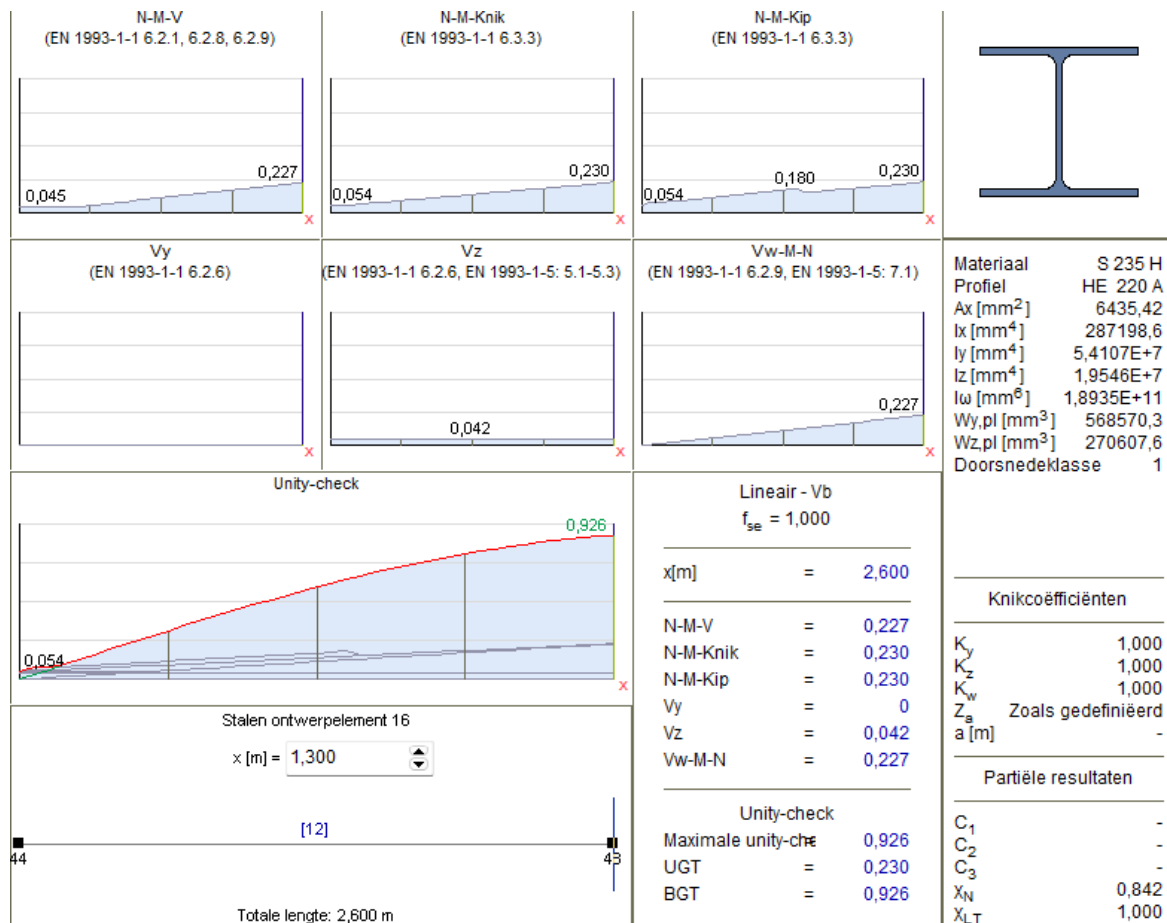 N-M-V
(EN 1993-1-1 6.2.1, 6.2.8, 6.2.9)
0,045
0,227
x
N-M-Knik
(EN 1993-1-1 6.3.3)
0,054
0,230
x
N-M-Kip
(EN 1993-1-1 6.3.3)
0,054
0,180
0,230
x
Vy
(EN 1993-1-1 6.2.6)
x
Vz
(EN 1993-1-1 6.2.6, EN 1993-1-5: 5.1-5.3)
0,042
x
Vw-M-N
(EN 1993-1-1 6.2.9, EN 1993-1-5: 7.1)
0,227
x
Materiaal S 235 H
Profiel HE 220 A
Ax [mm²] 6435,42
Ix [mm⁴] 287198,6
Iy [mm⁴] 5,4107E+7
Iz [mm⁴] 1,9546E+7
Iω [mm⁶] 1,8935E+11
Wy,pl [mm³] 568570,3
Wz,pl [mm³] 270607,6
Doorsnedeklasse 1
Unity-check
0,926
0,054
x
Stalen ontwerpelement 16
x [m] = 1,300
[12]
44 43
Totale lengte: 2,600 m
Lineair - Vb
fse = 1,000
x[m] = 2,600
N-M-V = 0,227
N-M-Knik = 0,230
N-M-Kip = 0,230
Vy = 0
Vz = 0,042
Vw-M-N = 0,227
Unity-check
Maximale unity-che = 0,926
UGT = 0,230
BGT = 0,926
Knikcoëfficiënten
Ky 1,000
Kz 1,000
Kw 1,000
Za Zoals gedefiniëerd
a [m] -
Partiële resultaten
C1 -
C2 -
C3 -
χN 0,842
χLT 1,000